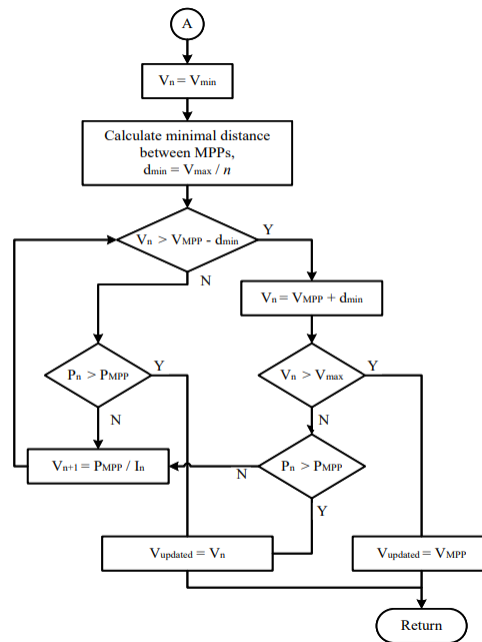 A
Vn = Vmin
Calculate minimal distance
between MPPs,
dmin = Vmax / n
Vn > VMPP - dmin
Y
N
Vn = VMPP + dmin
Pn > PMPP
Y
Vn > Vmax
Y
N
N
Vn+1 = PMPP / In
N
Pn > PMPP
Y
Vupdated = Vn
Vupdated = VMPP
Return